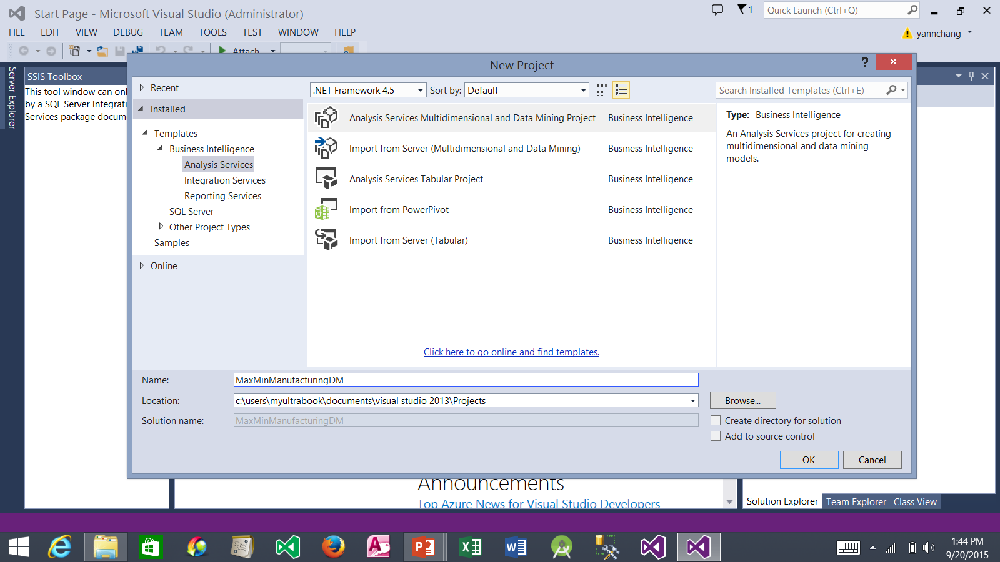 Start Page - Microsoft Visual Studio (Administrator)
1
Quick Launch (Ctrl+Q)
FILE EDIT VIEW DEBUG TEAM TOOLS TEST WINDOW HELP
yannchang
Attach
New Project
?
Server Explorer
SSIS Toolbox
This tool window can onl
by a SQL Server Integrati
Services package docum
Recent
Installed
Templates
Business Intelligence
Analysis Services
Integration Services
Reporting Services
SQL Server
Other Project Types
Samples
Online
.NET Framework 4.5 Sort by: Default
Search Installed Templates (Ctrl+E)
Analysis Services Multidimensional and Data Mining Project Business Intelligence
Import from Server (Multidimensional and Data Mining) Business Intelligence
Analysis Services Tabular Project Business Intelligence
Import from PowerPivot Business Intelligence
Import from Server (Tabular) Business Intelligence
Click here to go online and find templates.
Type: Business Intelligence
An Analysis Services project for creating
multidimensional and data mining
models.
Name: MaxMinManufacturingDM
Location: c:\users\myultrabook\documents\visual studio 2013\Projects Browse...
Solution name: MaxMinManufacturingDM
Create directory for solution
Add to source control
OK Cancel
Announcements
Top Azure News for Visual Studio Developers –
Solution Explorer Team Explorer Class View
1:44 PM
9/20/2015